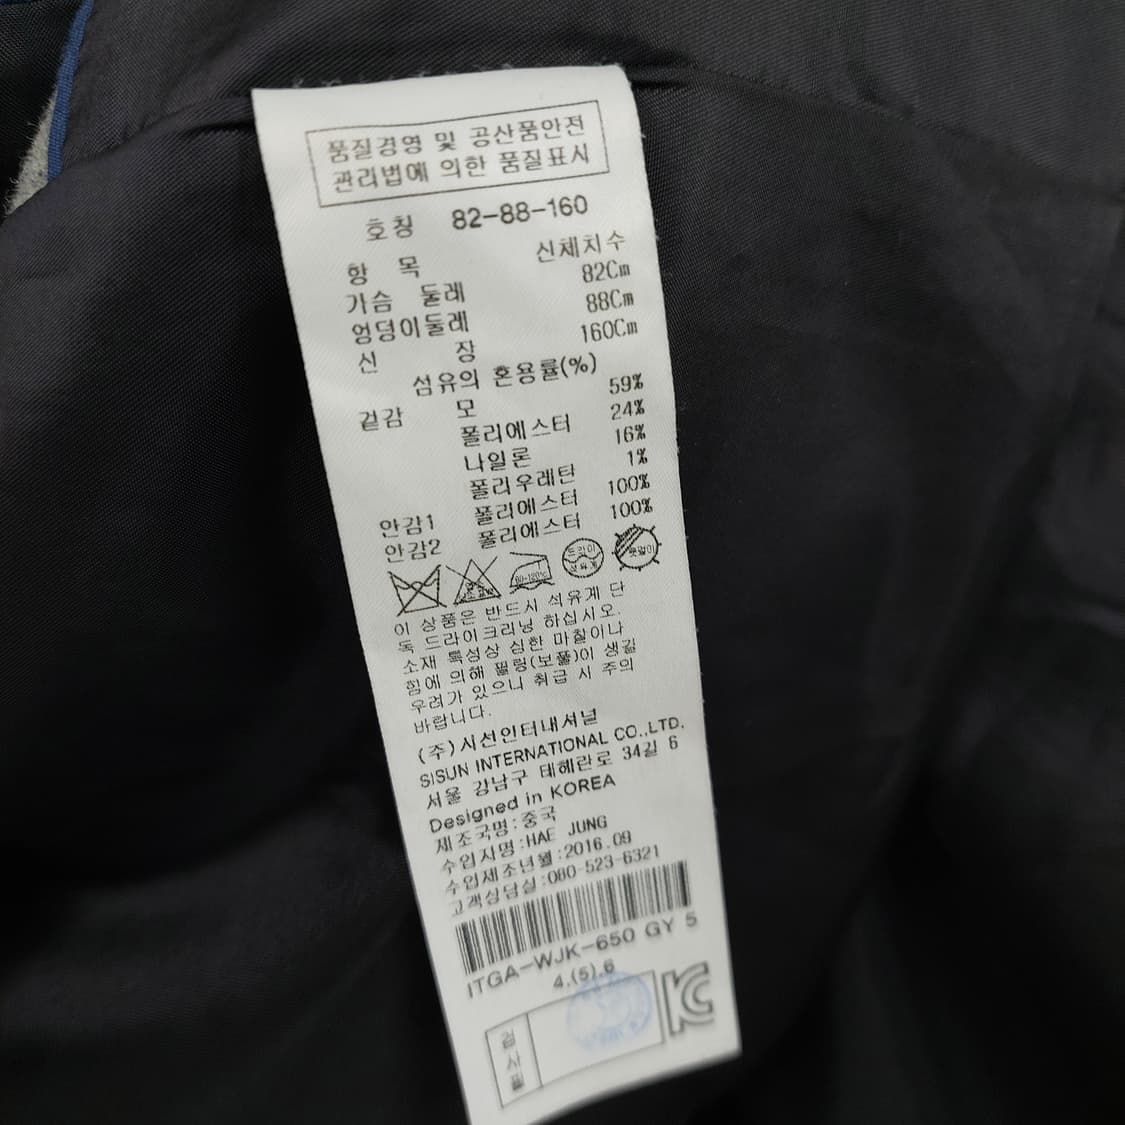 품질경영 및 공산품안전
관리법에 의한 품질표시
호칭 82-88-160
항 목 신체치수
가슴 둘레 82Cm
엉덩이둘레 88Cm
신 장 160Cm
섬유의 혼용률(%)
겉감 모 59%
폴리에스터 24%
나일론 16%
폴리우레탄 1%
안감1 폴리에스터 100%
안감2 폴리에스터 100%
80-120℃ 드라이 석유계
이 상품은 반드시 석유계 단
독 드라이크리닝 하십시오.
소재 특성상 심한 마찰이나
힘에 의해 필링(보풀)이 생길
우려가 있으니 취급 시 주의
바랍니다.
(주)시선인터내셔널
SISUN INTERNATIONAL CO.,LTD.
서울 강남구 테헤란로 34길 6
Designed in KOREA
제조국명:중국
수입자명:HAE JUNG
수입제조년월:2016.09
고객상담실:080-523-6321
ITGA-WJK-650 GY 5
4.(5).6
검사필